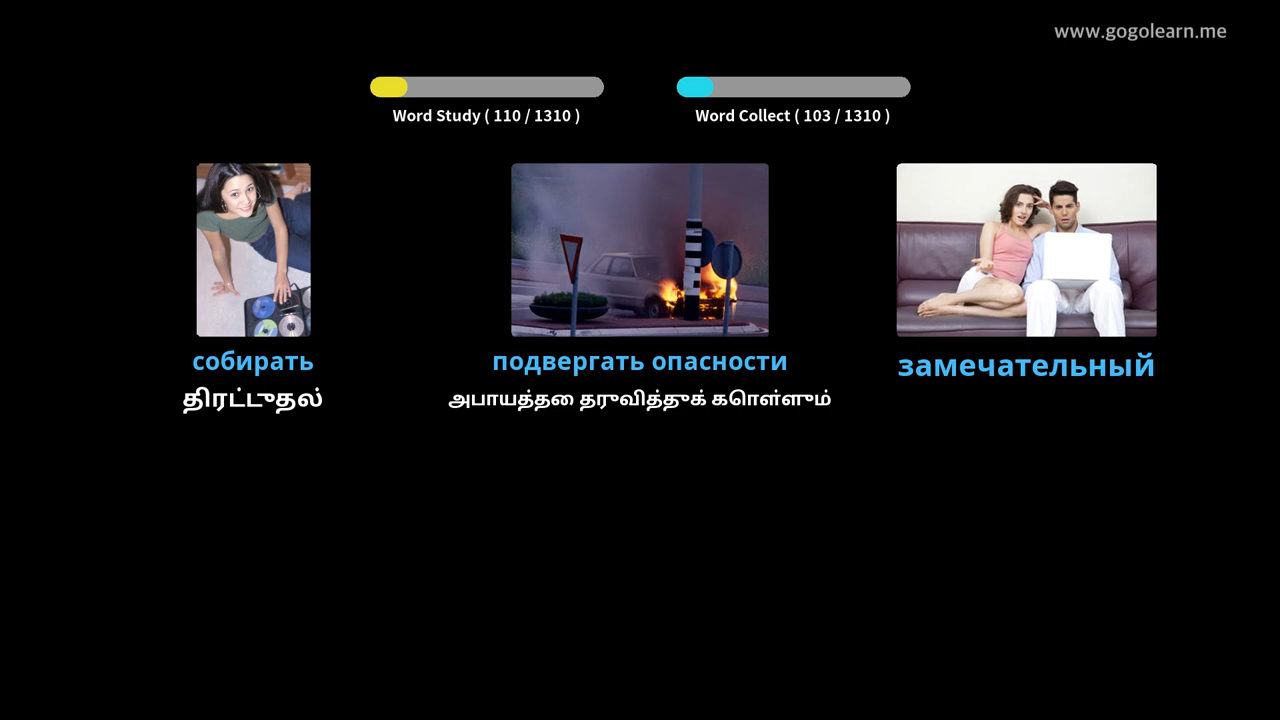 www.gogolearn.me
Word Study ( 110 / 1310 )
Word Collect ( 103 / 1310 )
собирать
подвергать опасности
замечательный
திரட்டுதல்
அபாயத்தை தருவித்துக் கொள்ளும்